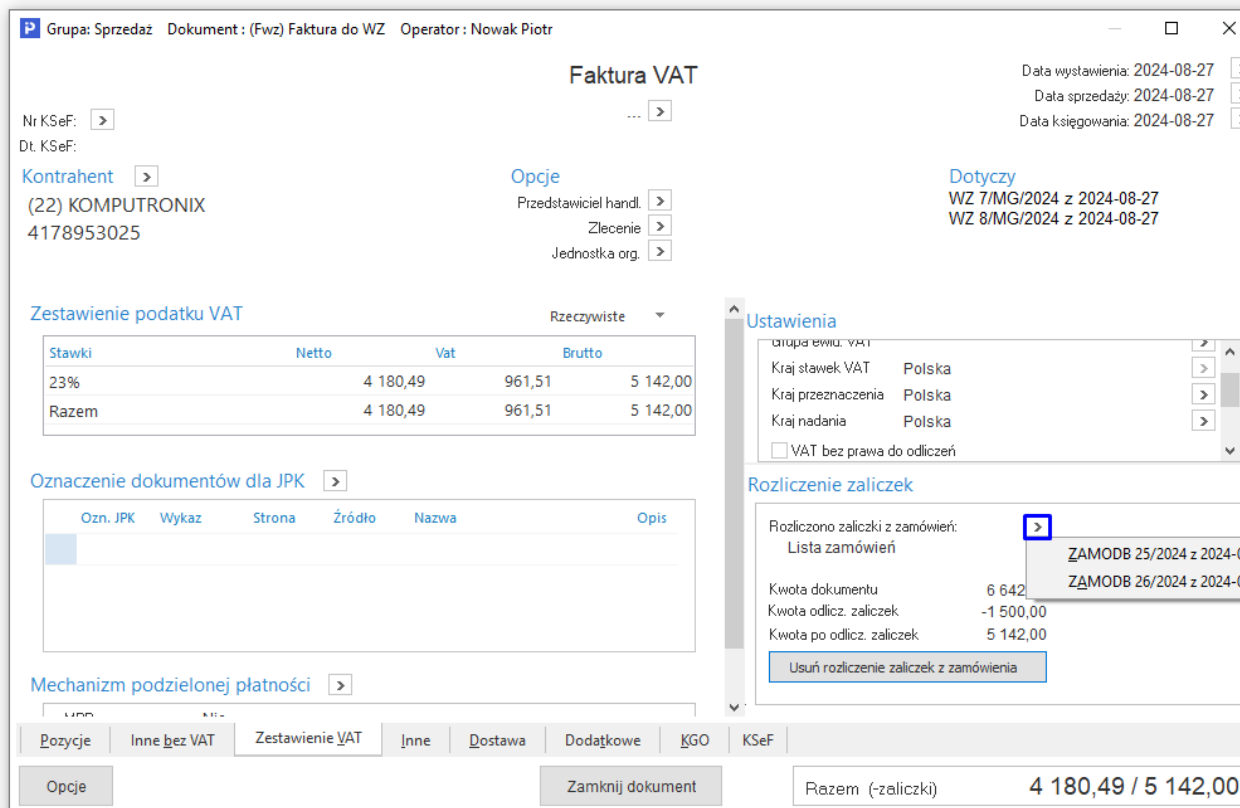 Grupa: Sprzedaż Dokument : (Fwz) Faktura do WZ Operator : Nowak Piotr
Faktura VAT
...
Data wystawienia: 2024-08-27
Data sprzedaży: 2024-08-27
Data księgowania: 2024-08-27
Nr KSeF:
Dt. KSeF:
Kontrahent
(22) KOMPUTRONIX
4178953025
Opcje
Przedstawiciel handl.
Zlecenie
Jednostka org.
Dotyczy
WZ 7/MG/2024 z 2024-08-27
WZ 8/MG/2024 z 2024-08-27
Zestawienie podatku VAT Rzeczywiste
Stawki Netto Vat Brutto
23% 4 180,49 961,51 5 142,00
Razem 4 180,49 961,51 5 142,00
Oznaczenie dokumentów dla JPK
Ozn. JPK Wykaz Strona Źródło Nazwa Opis
Mechanizm podzielonej płatności
Ustawienia
Grupa ewid. VAT
Kraj stawek VAT Polska
Kraj przeznaczenia Polska
Kraj nadania Polska
VAT bez prawa do odliczeń
Rozliczenie zaliczek
Rozliczono zaliczki z zamówień:
Lista zamówień
ZAMODB 25/2024 z 2024-0
ZAMODB 26/2024 z 2024-0
Kwota dokumentu 6 642
Kwota odlicz. zaliczek -1 500,00
Kwota po odlicz. zaliczek 5 142,00
Usuń rozliczenie zaliczek z zamówienia
Pozycje Inne bez VAT Zestawienie VAT Inne Dostawa Dodatkowe KGO KSeF
Opcje Zamknij dokument Razem (-zaliczki) 4 180,49 / 5 142,00